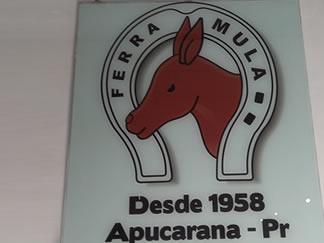 FERRA MULA
Desde 1958
Apucarana - Pr